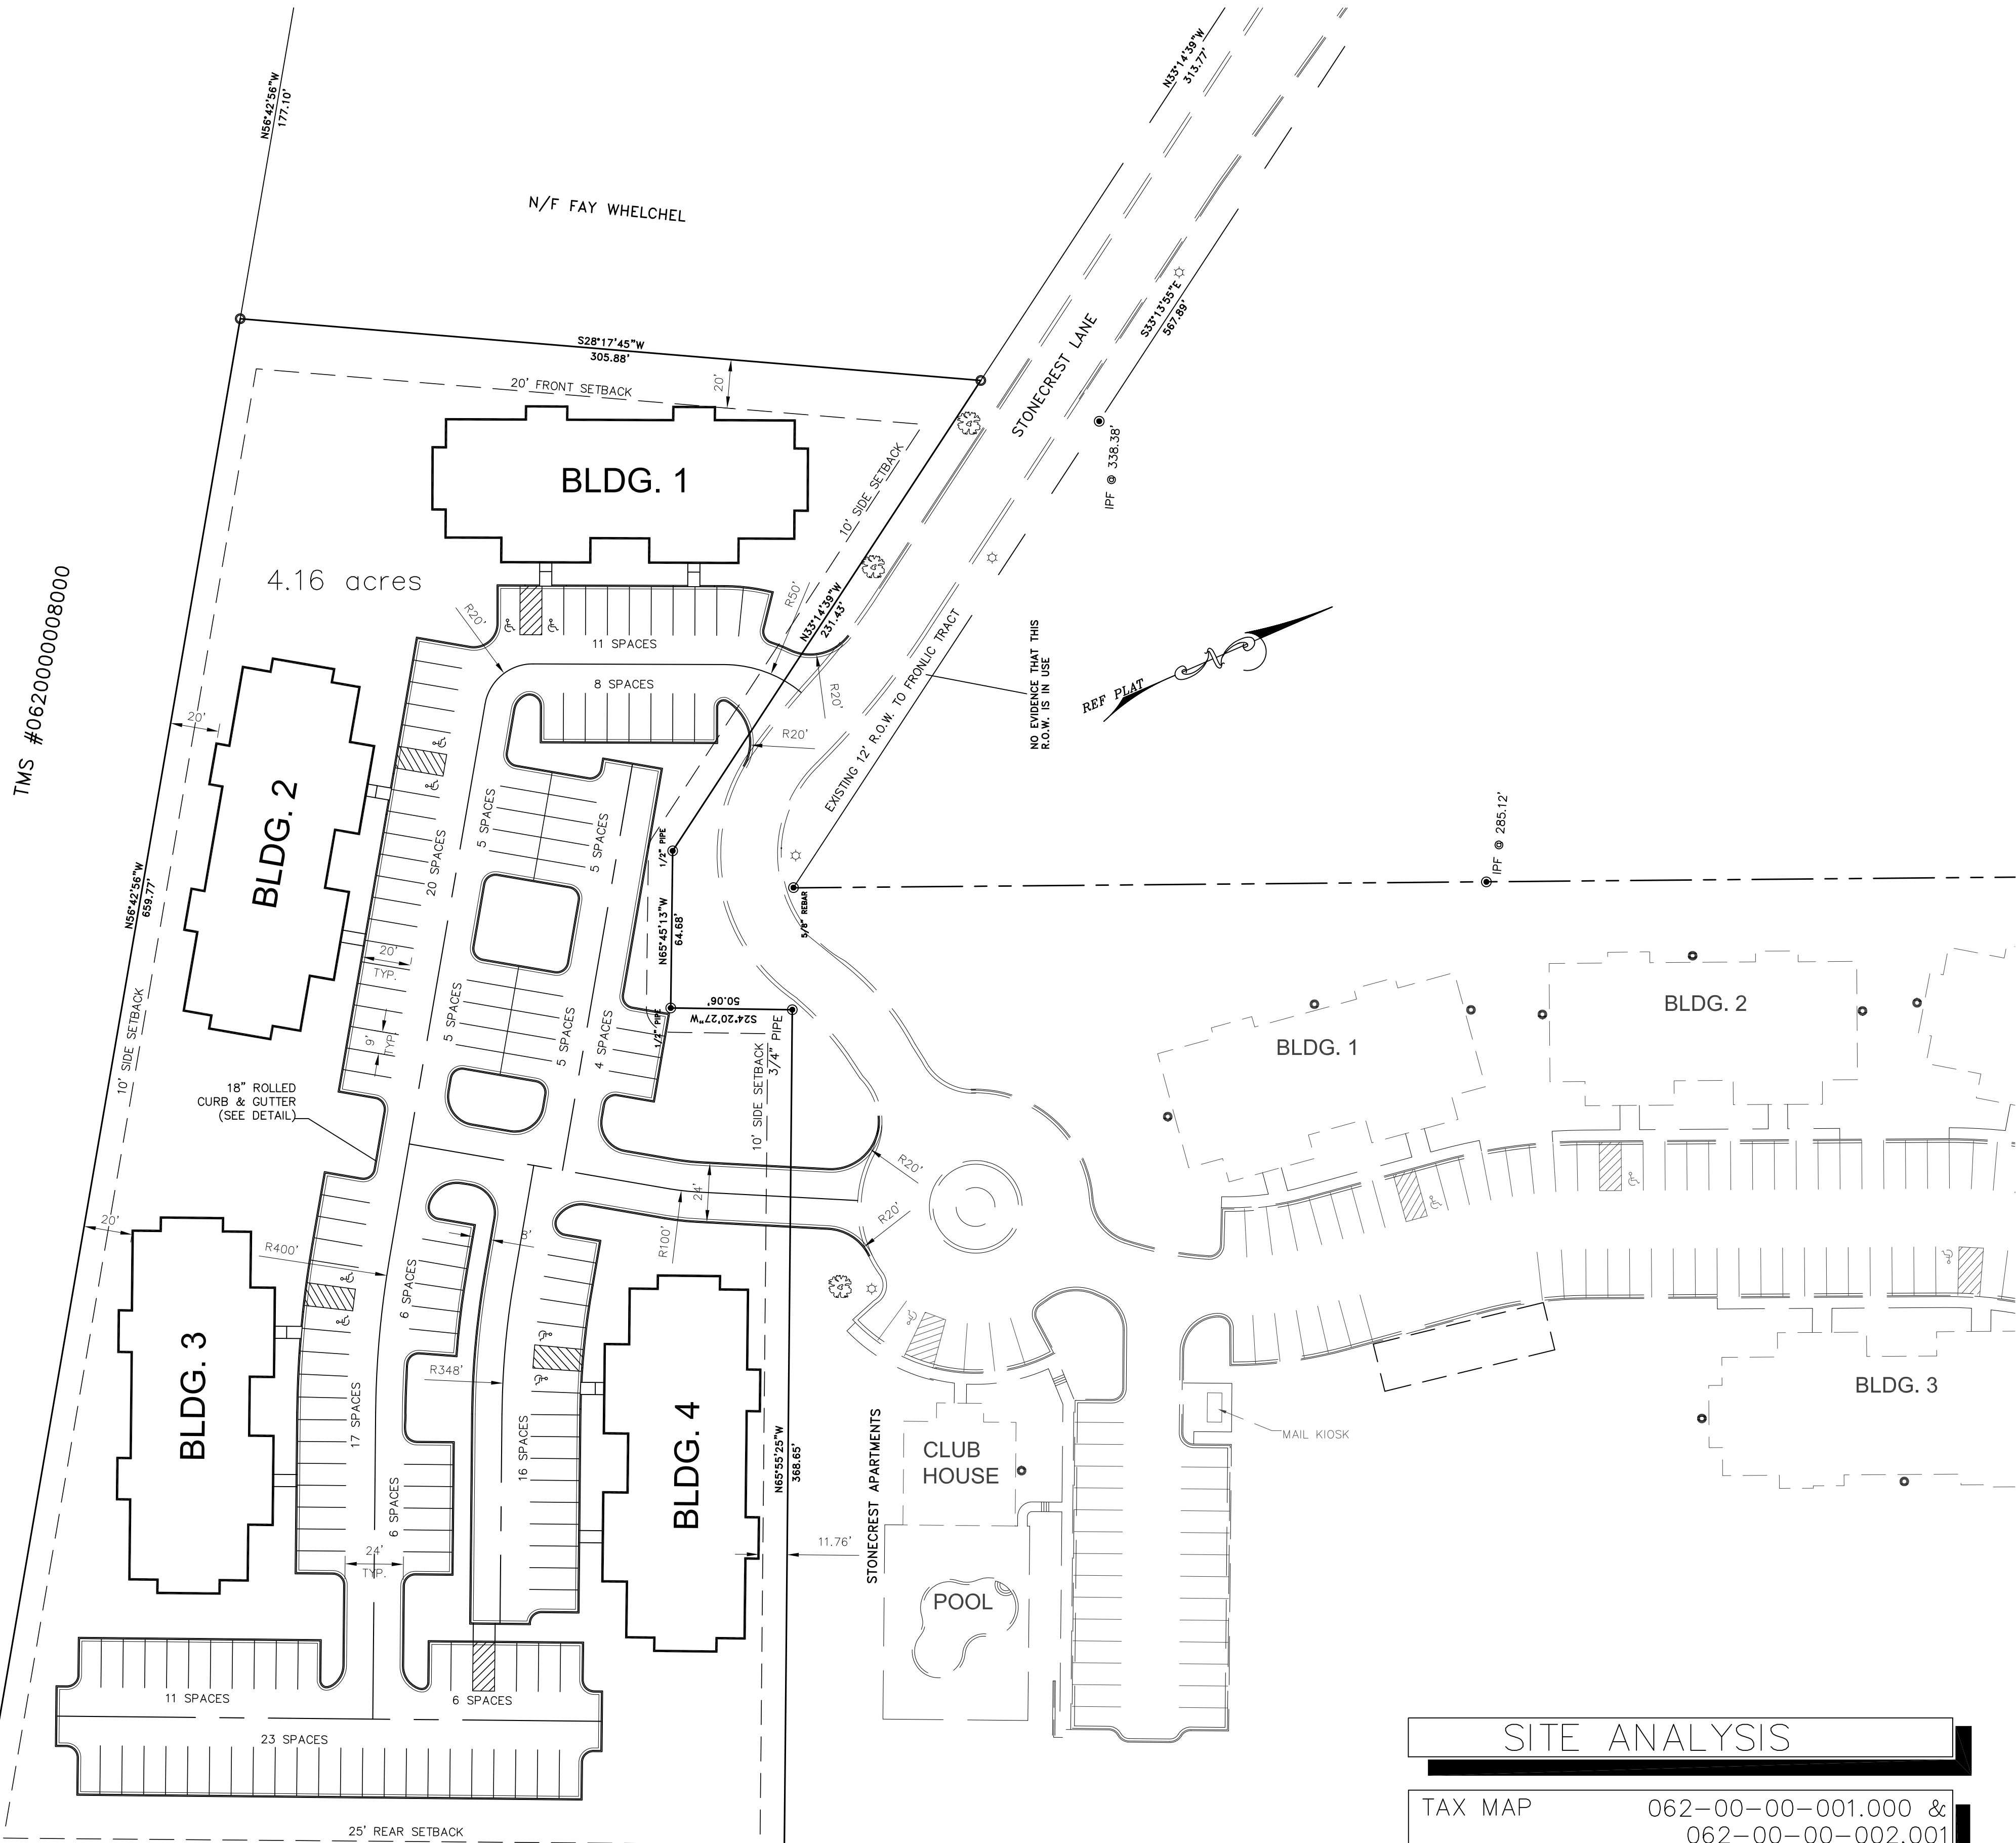 N56°42'56"W
177.10'
N33°14'39"W
313.77'
N/F FAY WHELCHEL
S33°13'55"E
567.89'
STONECREST LANE
S28°17'45"W
305.88'
20'
20' FRONT SETBACK
IPF @ 338.38'
BLDG. 1
10' SIDE SETBACK
4.16 acres
TMS #0620000008000
R20'
R50'
N33°14'39"W
231.43'
11 SPACES
8 SPACES
R20'
R20'
EXISTING 12' R.O.W. TO FRONLIC TRACT
NO EVIDENCE THAT THIS
R.O.W. IS IN USE
REF PLAT
N
20'
BLDG. 2
20 SPACES
5 SPACES
5 SPACES
1/2" PIPE
5/8" REBAR
IPF @ 285.12'
N56°42'56"W
659.77'
N65°45'13"W
64.68'
20'
TYP.
9'
TYP.
5 SPACES
5 SPACES
4 SPACES
1/2" PIPE
S24°20'27"W
50.06'
3/4" PIPE
10' SIDE SETBACK
10' SIDE SETBACK
18" ROLLED
CURB & GUTTER
(SEE DETAIL)
BLDG. 1
BLDG. 2
R20'
24'
R20'
R100'
8'
20'
R400'
6 SPACES
BLDG. 3
17 SPACES
R348'
16 SPACES
6 SPACES
BLDG. 4
N65°55'25"W
368.65'
11.76'
STONECREST APARTMENTS
CLUB
HOUSE
POOL
MAIL KIOSK
BLDG. 3
24'
TYP.
11 SPACES
6 SPACES
23 SPACES
25' REAR SETBACK
SITE ANALYSIS
TAX MAP 062-00-00-001.000 &
062-00-00-002.001